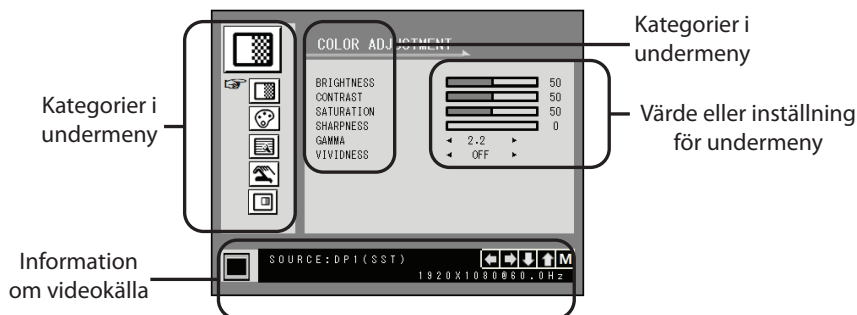 Kategorier i
undermeny
COLOR ADJUSTMENT
BRIGHTNESS 50
CONTRAST 50
SATURATION 50
SHARPNESS 0
GAMMA 2.2
VIVIDNESS OFF
Kategorier i
undermeny
Värde eller inställning
för undermeny
Information
om videokälla
SOURCE:DP1(SST) M
1920X1080@60.0Hz